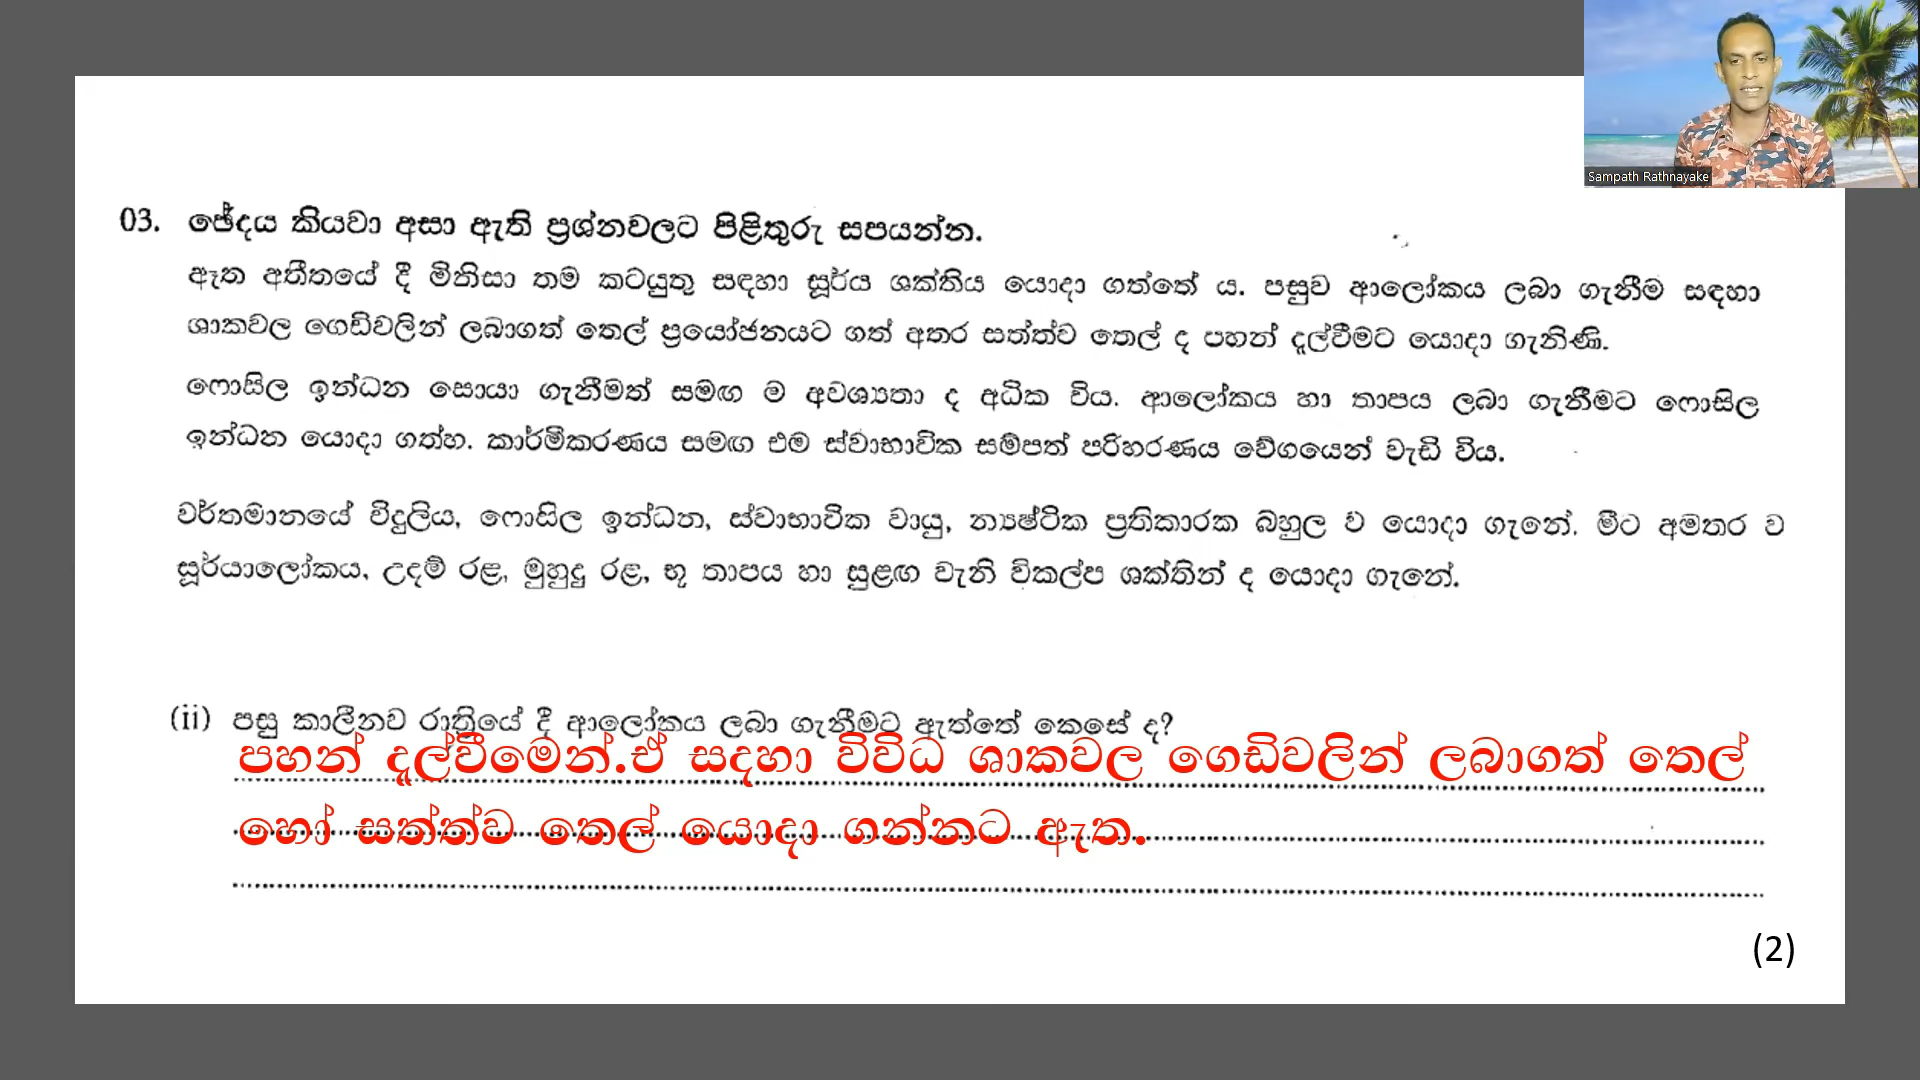 Sampath Rathnayake
03. ඡේදය කියවා අසා ඇති ප්‍රශ්නවලට පිළිතුරු සපයන්න.
ඈත අතීතයේ දී මිනිසා තම කටයුතු සඳහා සූර්ය ශක්තිය යොදා ගත්තේ ය. පසුව ආලෝකය ලබා ගැනීම සඳහා
ශාකවල ගෙඩිවලින් ලබාගත් තෙල් ප්‍රයෝජනයට ගත් අතර සත්ත්ව තෙල් ද පහන් දැල්වීමට යොදා ගැනිණි.
ෆොසිල ඉන්ධන සොයා ගැනීමත් සමඟ ම අවශ්‍යතා ද අධික විය. ආලෝකය හා තාපය ලබා ගැනීමට ෆොසිල
ඉන්ධන යොදා ගත්හ. කාර්මීකරණය සමඟ එම ස්වාභාවික සම්පත් පරිහරණය වේගයෙන් වැඩි විය.
වර්තමානයේ විදුලිය, ෆොසිල ඉන්ධන, ස්වාභාවික වායු, න්‍යෂ්ටික ප්‍රතිකාරක බහුල ව යොදා ගැනේ. මීට අමතර ව
සූර්යාලෝකය, උදම් රළ, මුහුදු රළ, භූ තාපය හා සුළඟ වැනි විකල්ප ශක්තින් ද යොදා ගැනේ.
(ii) පසු කාලීනව රාත්‍රියේ දී ආලෝකය ලබා ගැනීමට ඇත්තේ කෙසේ ද?
පහන් දැල්වීමෙන්.ඒ සදහා විවිධ ශාකවල ගෙඩිවලින් ලබාගත් තෙල්
හෝ සත්ත්ව තෙල් යොදා ගන්නට ඇත.
(2)